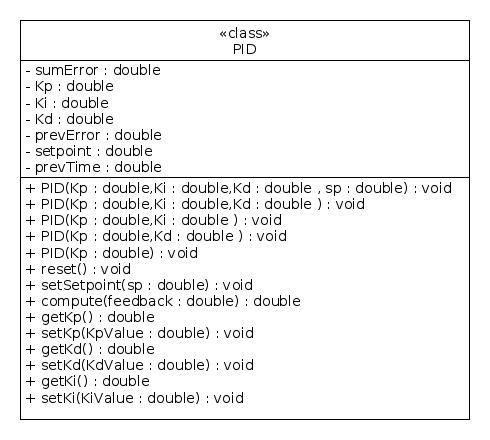 «class»
PID
- sumError : double
- Kp : double
- Ki : double
- Kd : double
- prevError : double
- setpoint : double
- prevTime : double
+ PID(Kp : double,Ki : double,Kd : double , sp : double) : void
+ PID(Kp : double,Ki : double,Kd : double ) : void
+ PID(Kp : double,Ki : double ) : void
+ PID(Kp : double,Kd : double ) : void
+ PID(Kp : double) : void
+ reset() : void
+ setSetpoint(sp : double) : void
+ compute(feedback : double) : double
+ getKp() : double
+ setKp(KpValue : double) : void
+ getKd() : double
+ setKd(KdValue : double) : void
+ getKi() : double
+ setKi(KiValue : double) : void